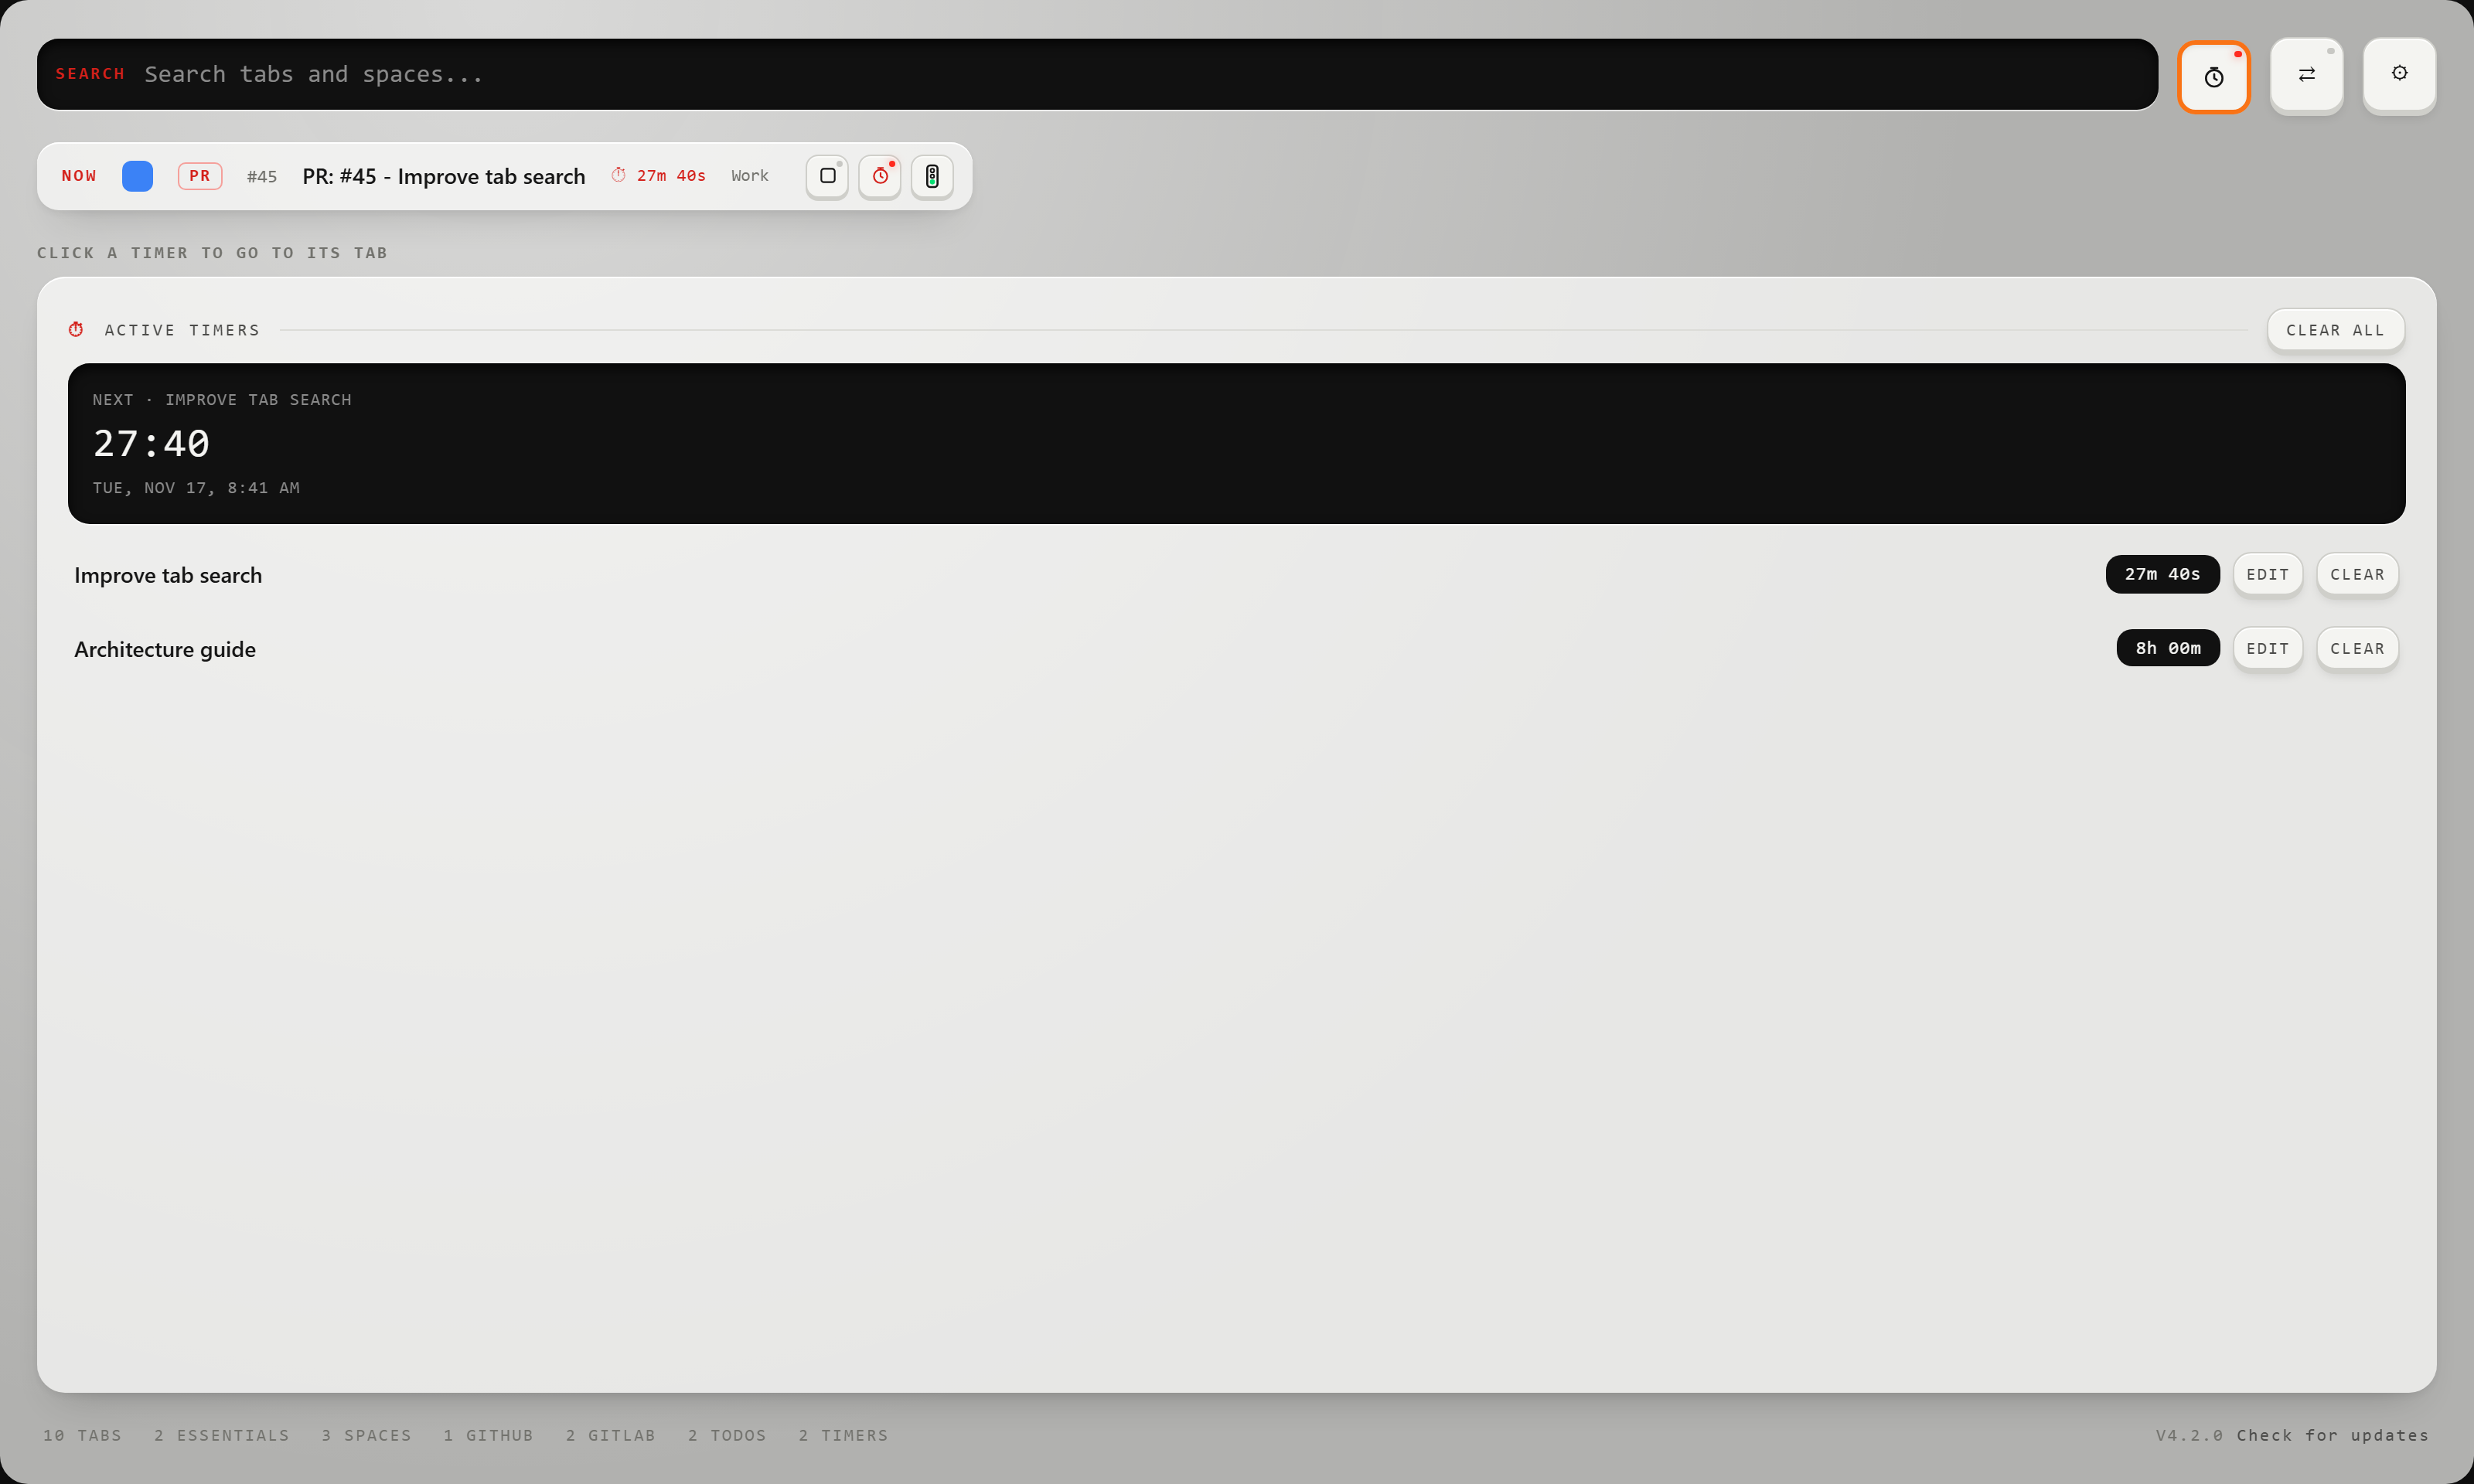 SEARCH Search tabs and spaces...
NOW PR #45 PR: #45 - Improve tab search 27m 40s Work
CLICK A TIMER TO GO TO ITS TAB
ACTIVE TIMERS CLEAR ALL
NEXT · IMPROVE TAB SEARCH
27:40
TUE, NOV 17, 8:41 AM
Improve tab search 27m 40s EDIT CLEAR
Architecture guide 8h 00m EDIT CLEAR
10 TABS 2 ESSENTIALS 3 SPACES 1 GITHUB 2 GITLAB 2 TODOS 2 TIMERS V4.2.0 Check for updates